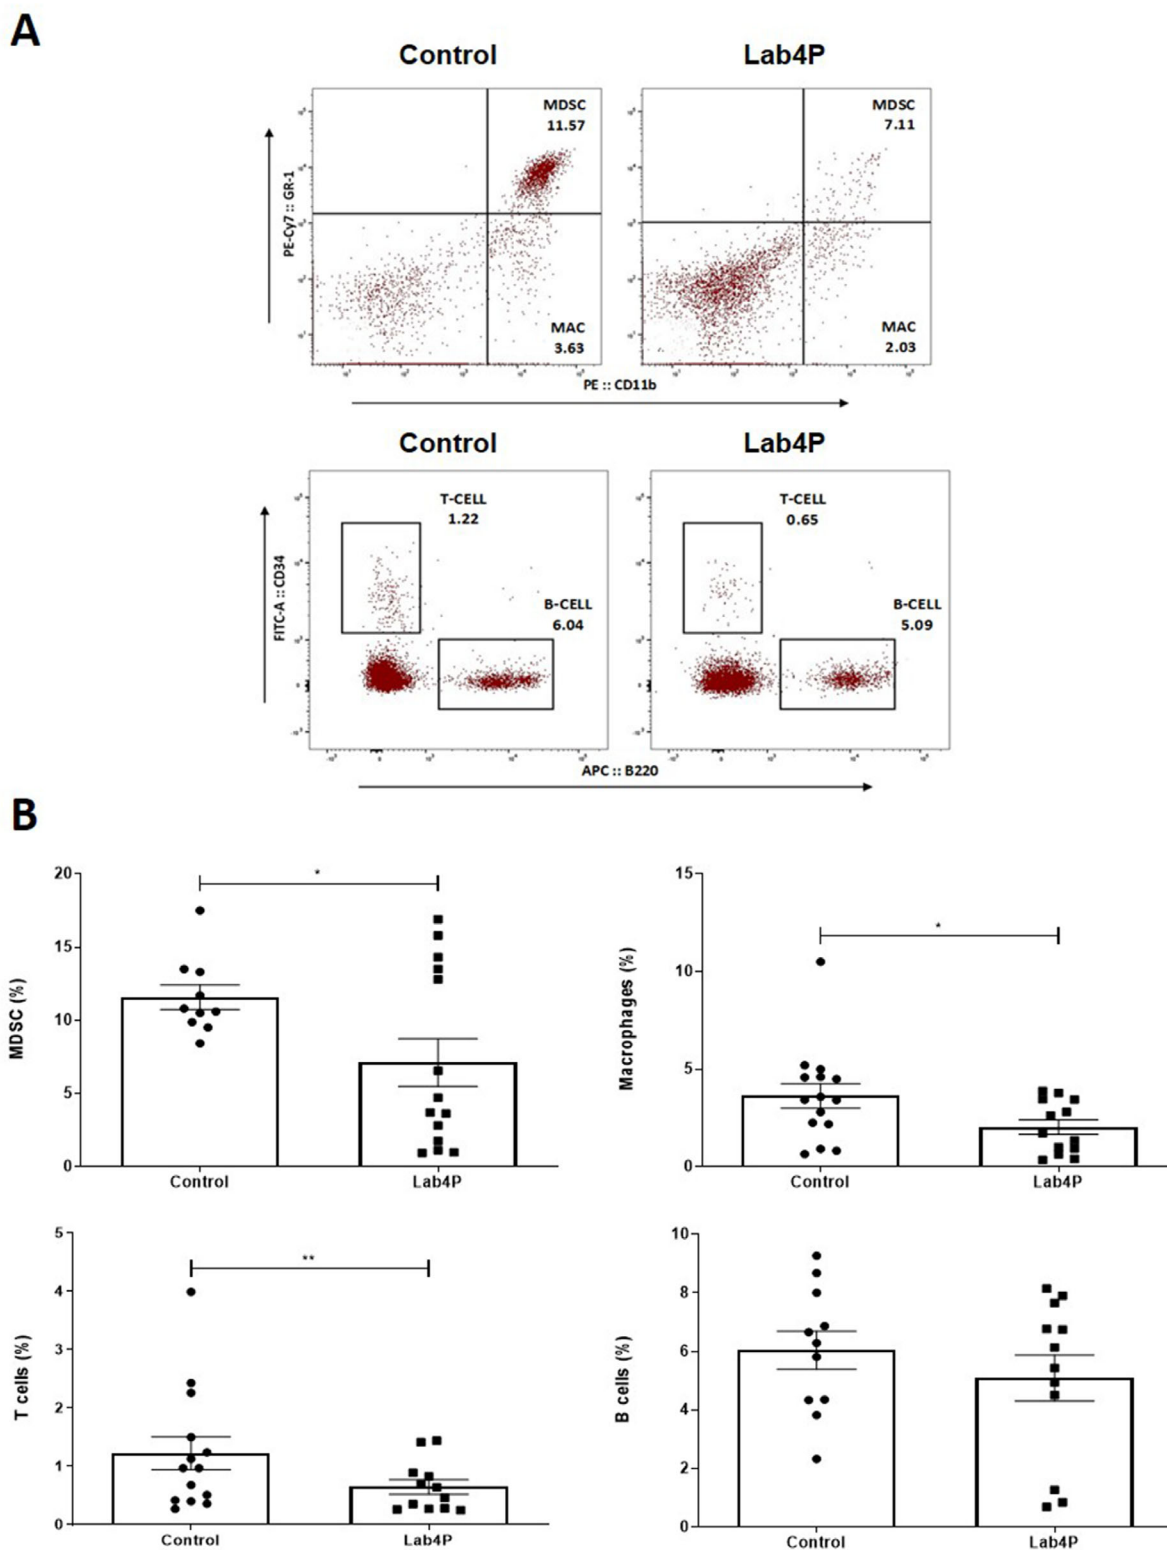 A
Control
Lab4P
MDSC
11.57
MDSC
7.11
PE-Cy7 :: GR-1
MAC
3.63
MAC
2.03
PE :: CD11b
Control
Lab4P
T-CELL
1.22
T-CELL
0.65
FITC-A :: CD34
B-CELL
6.04
B-CELL
5.09
APC :: B220
B
20
15
10
5
0
MDSC (%)
*
Control
Lab4P
15
10
5
0
Macrophages (%)
*
Control
Lab4P
5
4
3
2
1
0
T cells (%)
**
Control
Lab4P
10
8
6
4
2
0
B cells (%)
Control
Lab4P